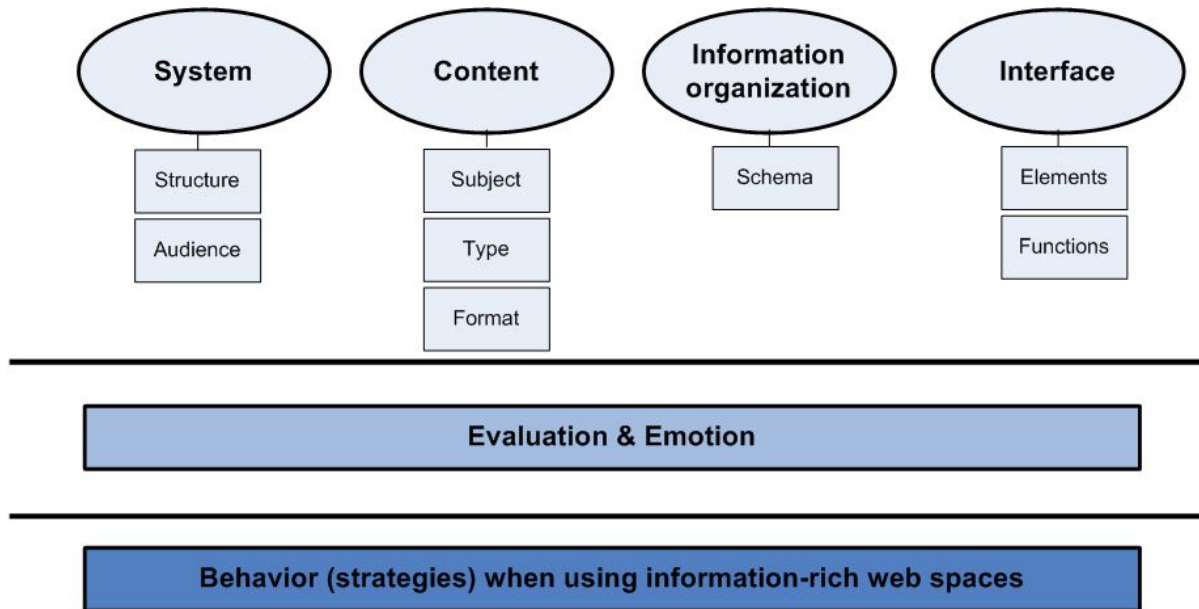 System
Content
Information
organization
Interface
Structure
Audience
Subject
Type
Format
Schema
Elements
Functions
Evaluation & Emotion
Behavior (strategies) when using information-rich web spaces